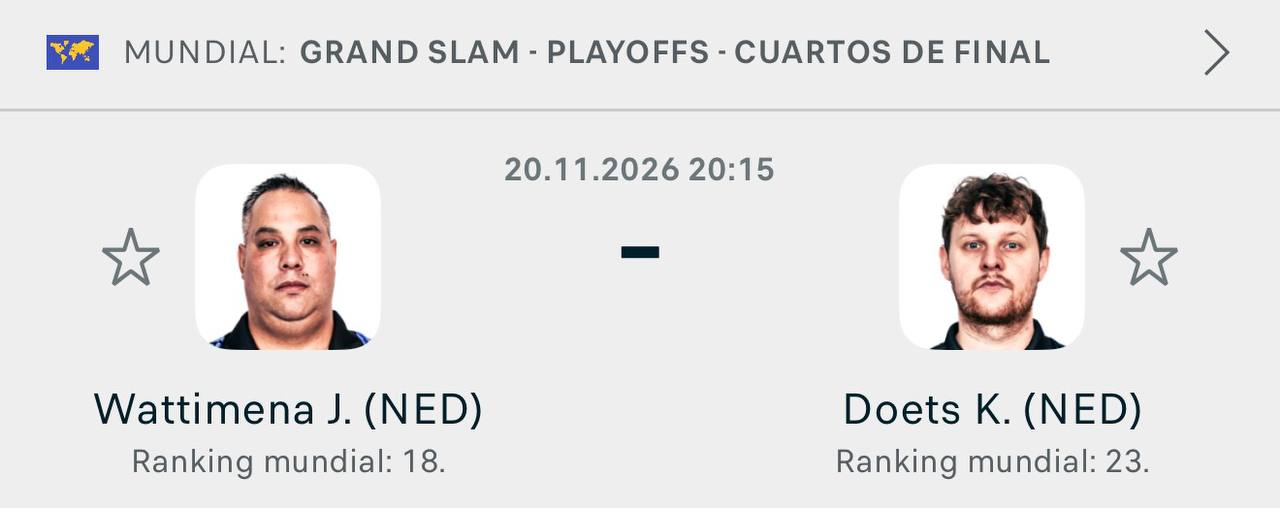 MUNDIAL: GRAND SLAM - PLAYOFFS - CUARTOS DE FINAL
20.11.2026 20:15
-
Wattimena J. (NED)
Doets K. (NED)
Ranking mundial: 18.
Ranking mundial: 23.